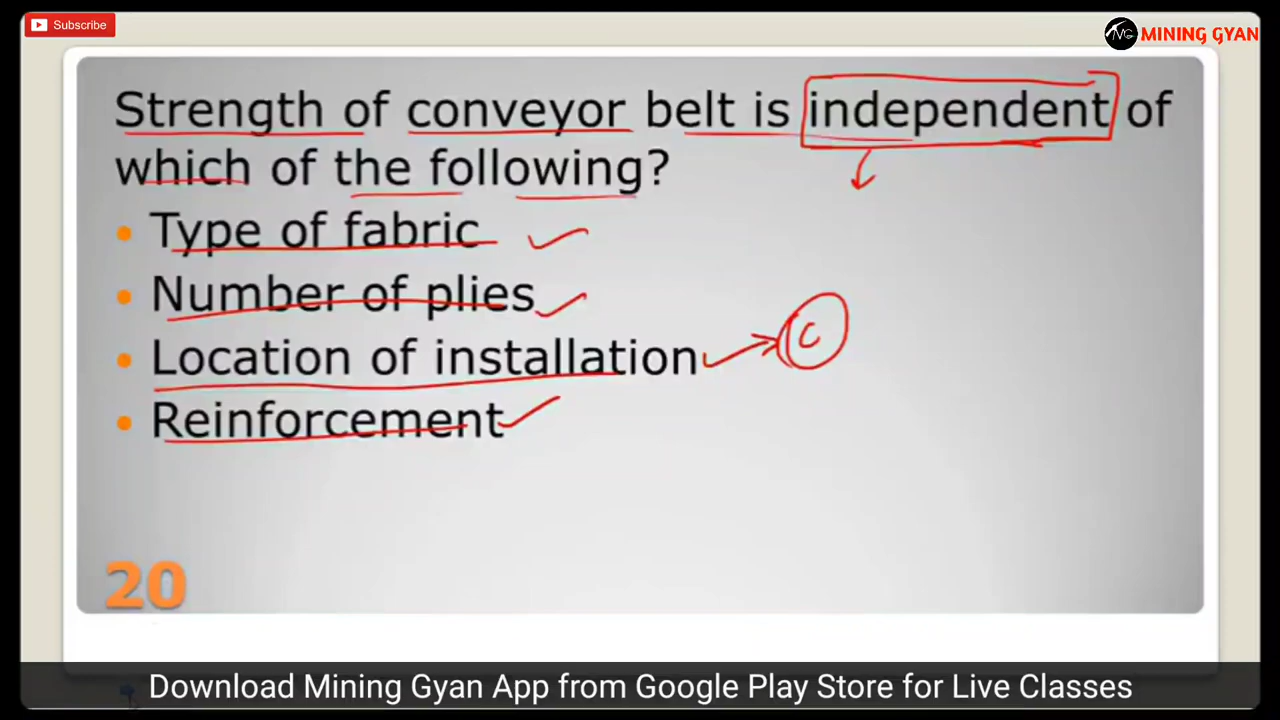 Subscribe
MINING GYAN
Strength of conveyor belt is independent of
which of the following?
• Type of fabric
• Number of plies
• Location of installation
C
• Reinforcement
20
Download Mining Gyan App from Google Play Store for Live Classes